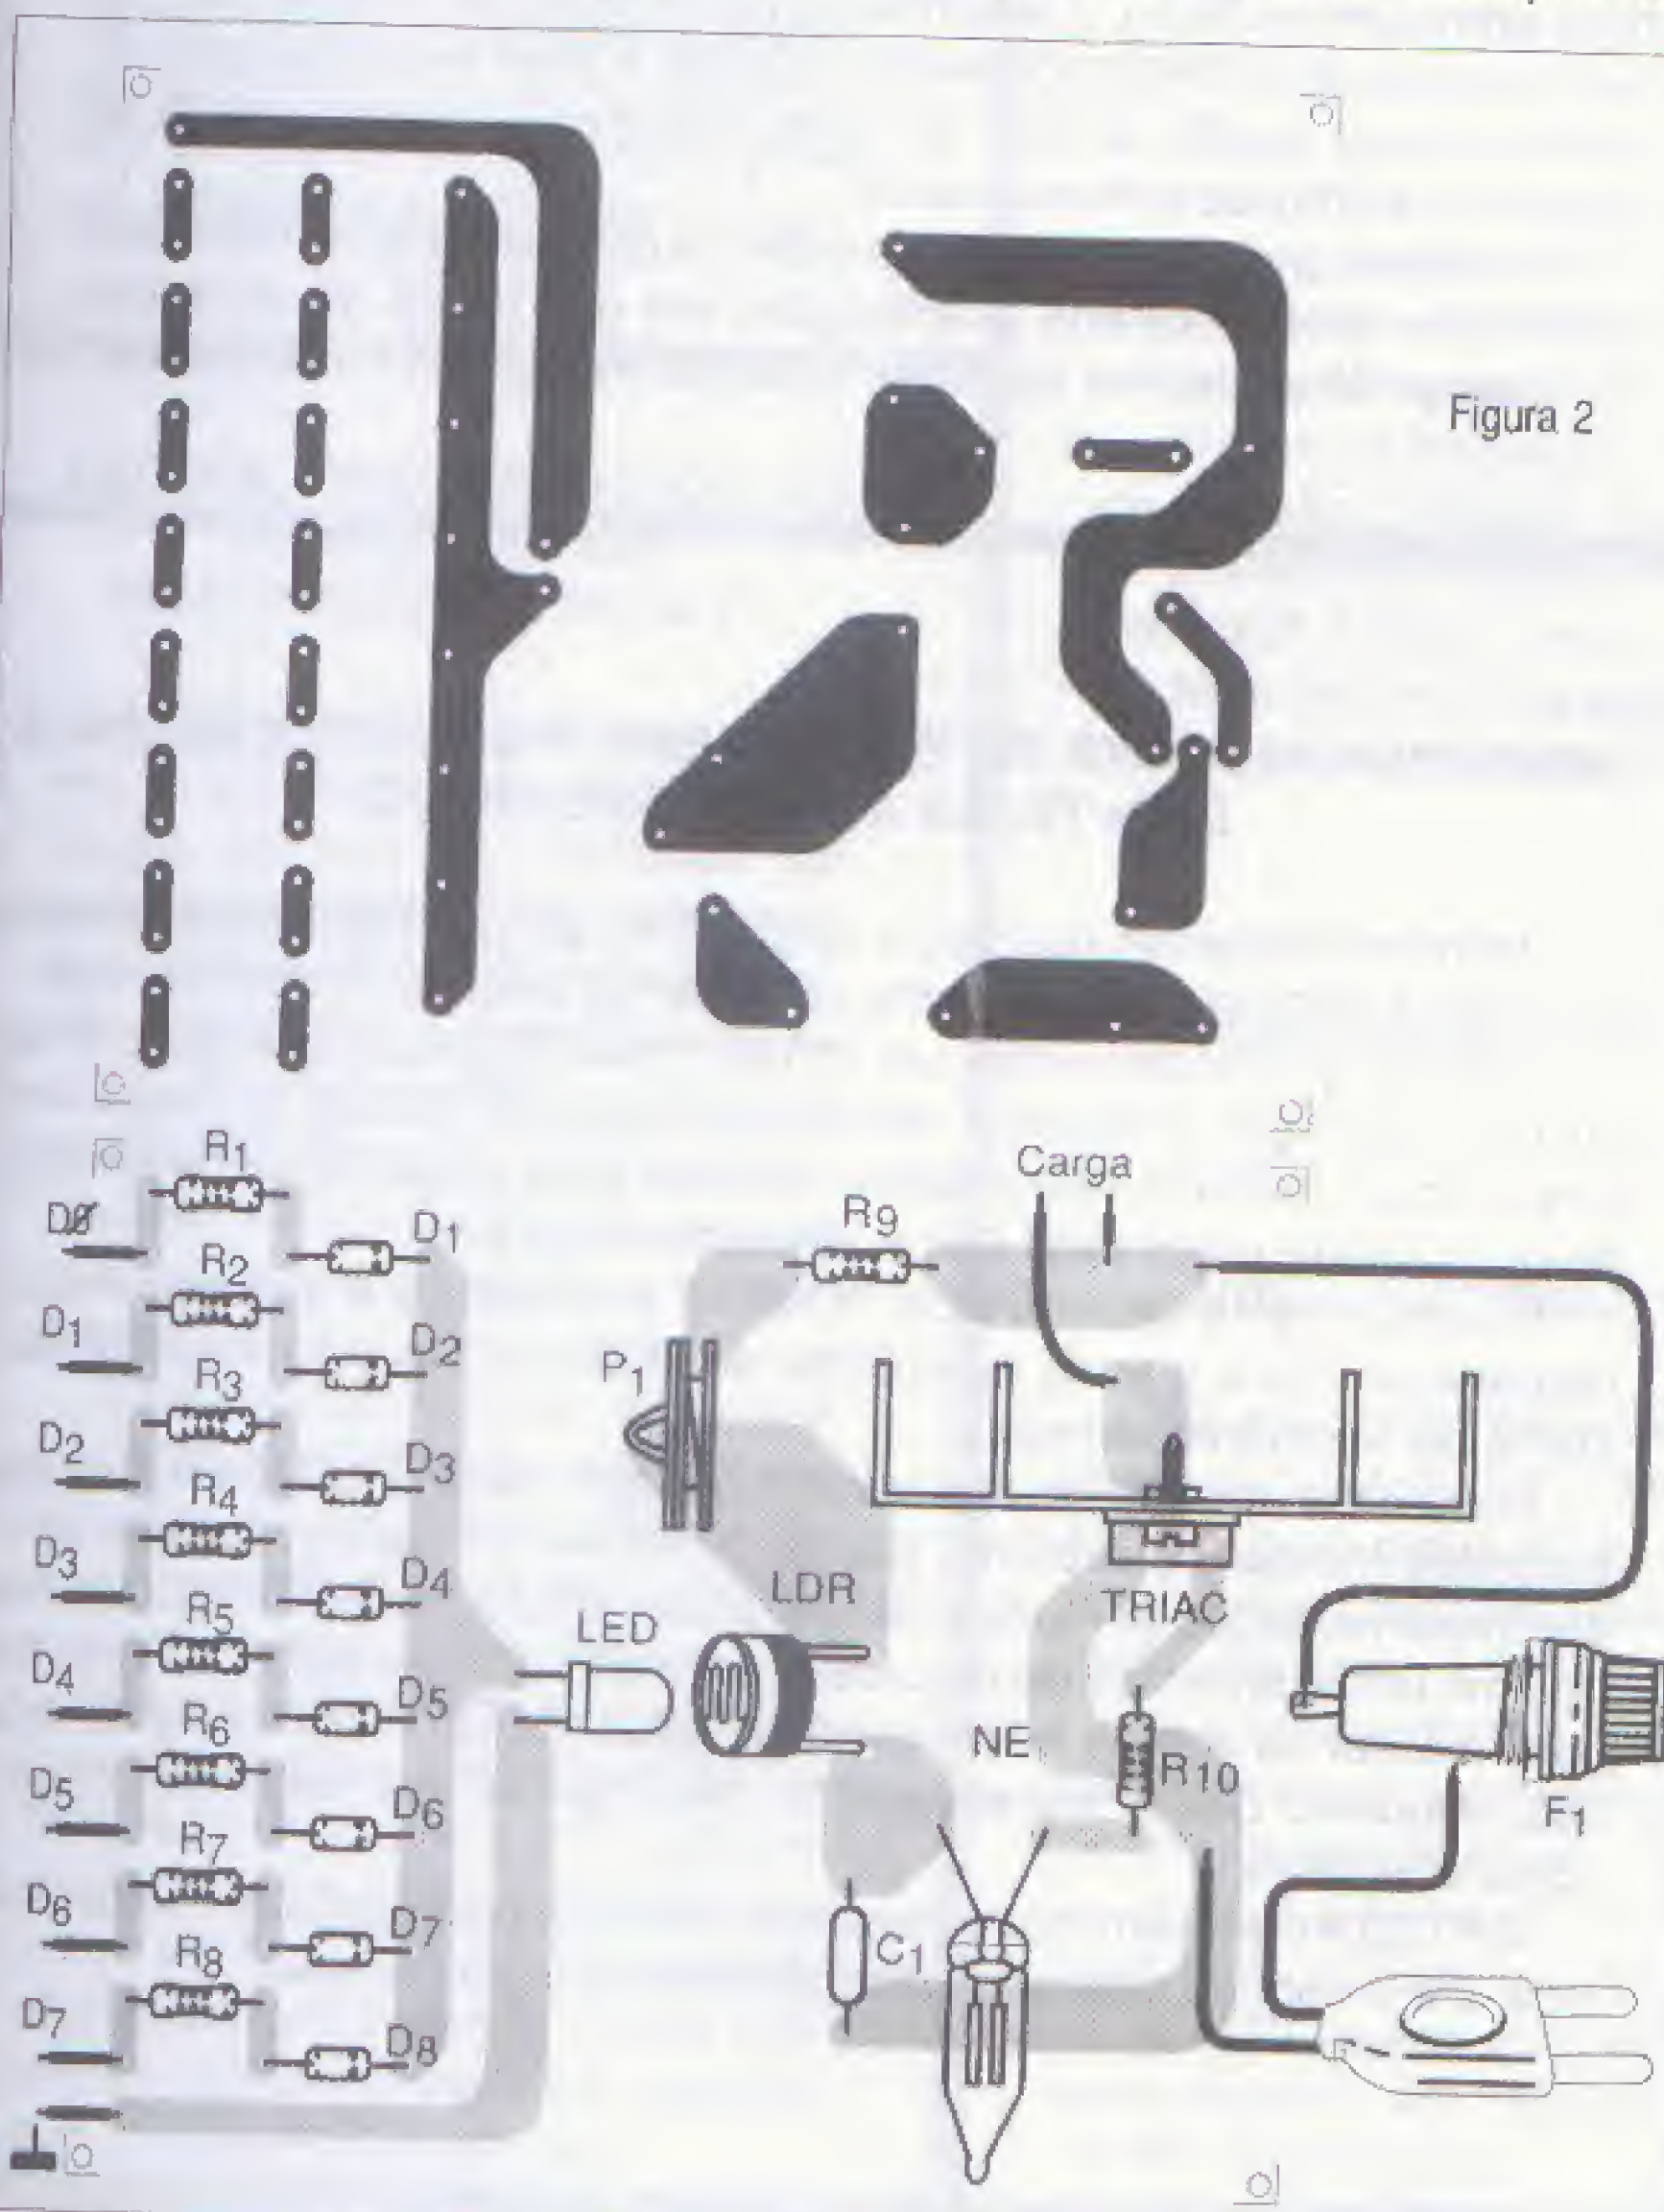 Figura 2
R1
Carga
D0
R9
D1
R2
D1
P1
D2
R3
D2
D3
R4
D3
LDR
D4
TRIAC
R5
LED
D4
D5
R6
NE
R10
D5
D6
F1
R7
D6
D7
C1
R8
D7
D8